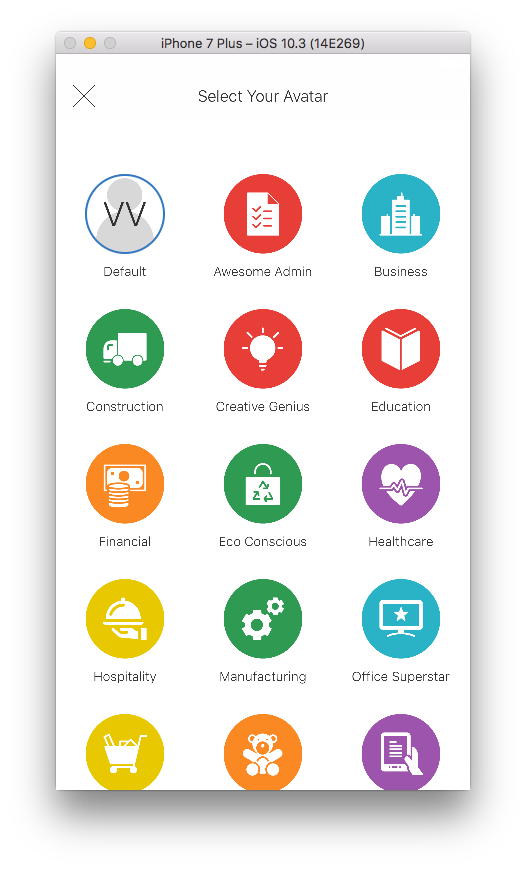 iPhone 7 Plus – iOS 10.3 (14E269)
Select Your Avatar
VV
Default
Awesome Admin
Business
Construction
Creative Genius
Education
Financial
Eco Conscious
Healthcare
Hospitality
Manufacturing
Office Superstar